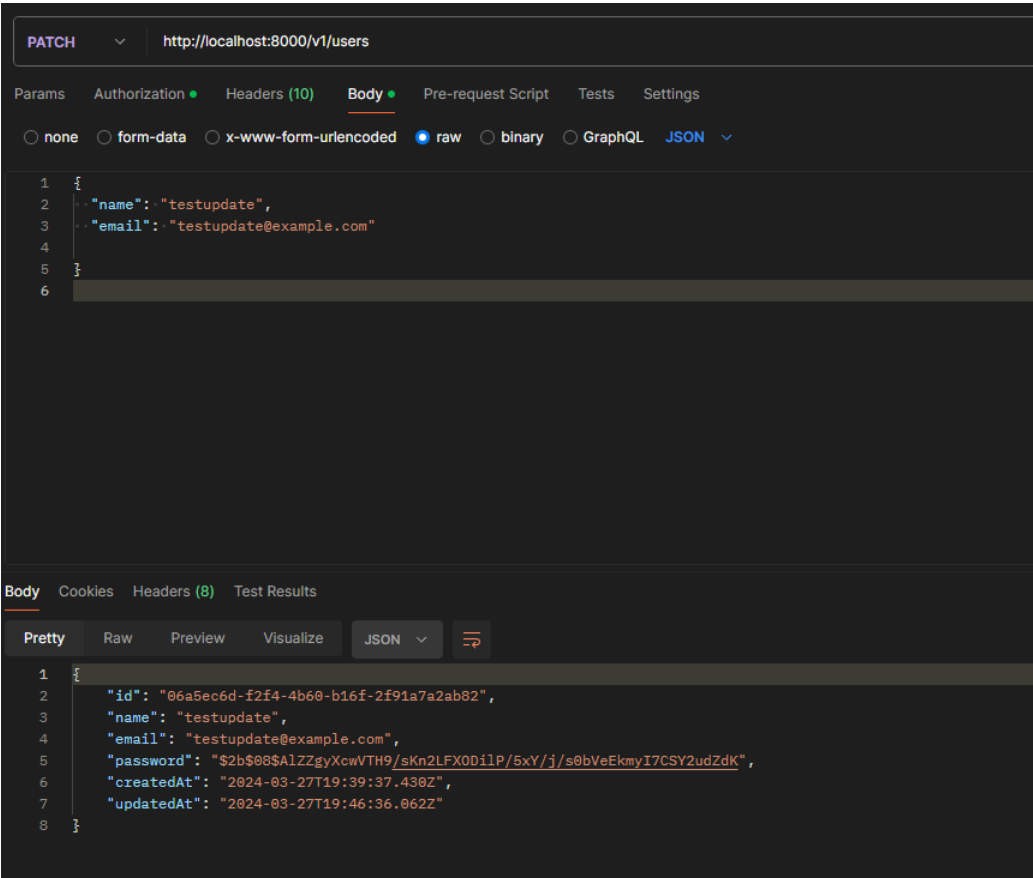 PATCH http://localhost:8000/v1/users
Params Authorization Headers (10) Body Pre-request Script Tests Settings
none form-data x-www-form-urlencoded raw binary GraphQL JSON
1 {
2 "name": "testupdate",
3 "email": "testupdate@example.com"
4
5 }
6
Body Cookies Headers (8) Test Results
Pretty Raw Preview Visualize JSON
1 {
2 "id": "06a5ec6d-f2f4-4b60-b16f-2f91a7a2ab82",
3 "name": "testupdate",
4 "email": "testupdate@example.com",
5 "password": "$2b$08$AlZZgyXcwVTH9/sKn2LFXODilP/5xY/j/s0bVeEkmyI7CSY2udZdK",
6 "createdAt": "2024-03-27T19:39:37.430Z",
7 "updatedAt": "2024-03-27T19:46:36.062Z"
8 }